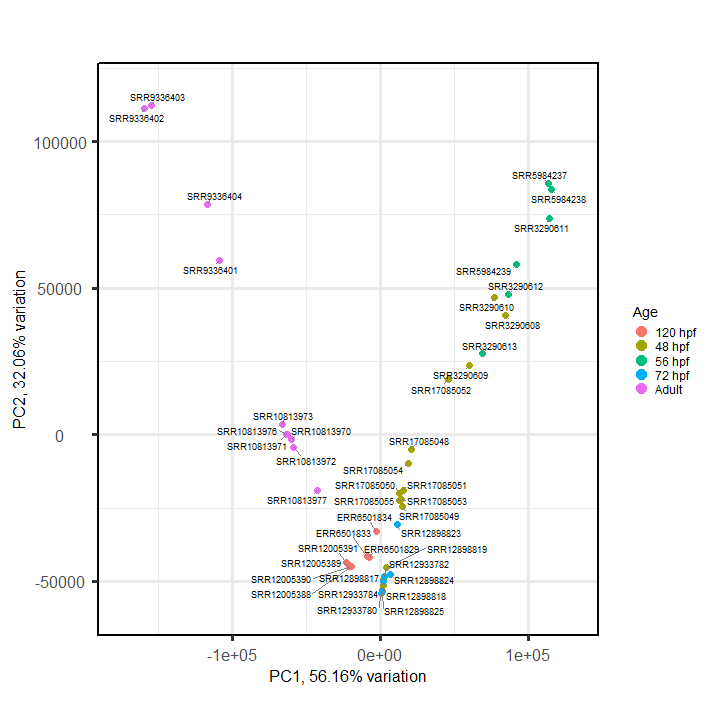 SRR9336403
SRR9336402
100000
SRR5984237
SRR9336404
SRR5984238
SRR3290611
SRR9336401
SRR5984239
50000
SRR3290612
SRR3290610
SRR3290608
SRR3290613
SRR3290609
SRR17085052
Age
120 hpf
48 hpf
56 hpf
72 hpf
Adult
PC2, 32.06% variation
SRR10813973
SRR10813976
SRR10813970
0
SRR10813971
SRR17085048
SRR10813972
SRR17085054
SRR17085050
SRR17085051
SRR10813977
SRR17085055
SRR17085053
ERR6501834
SRR17085049
ERR6501833
SRR12898823
SRR12005391
ERR6501829
SRR12898819
SRR12005389
SRR12933782
-50000
SRR12005390
SRR12898817
SRR12898824
SRR12005388
SRR12933784
SRR12898818
SRR12933780
SRR12898825
-1e+05
0e+00
1e+05
PC1, 56.16% variation